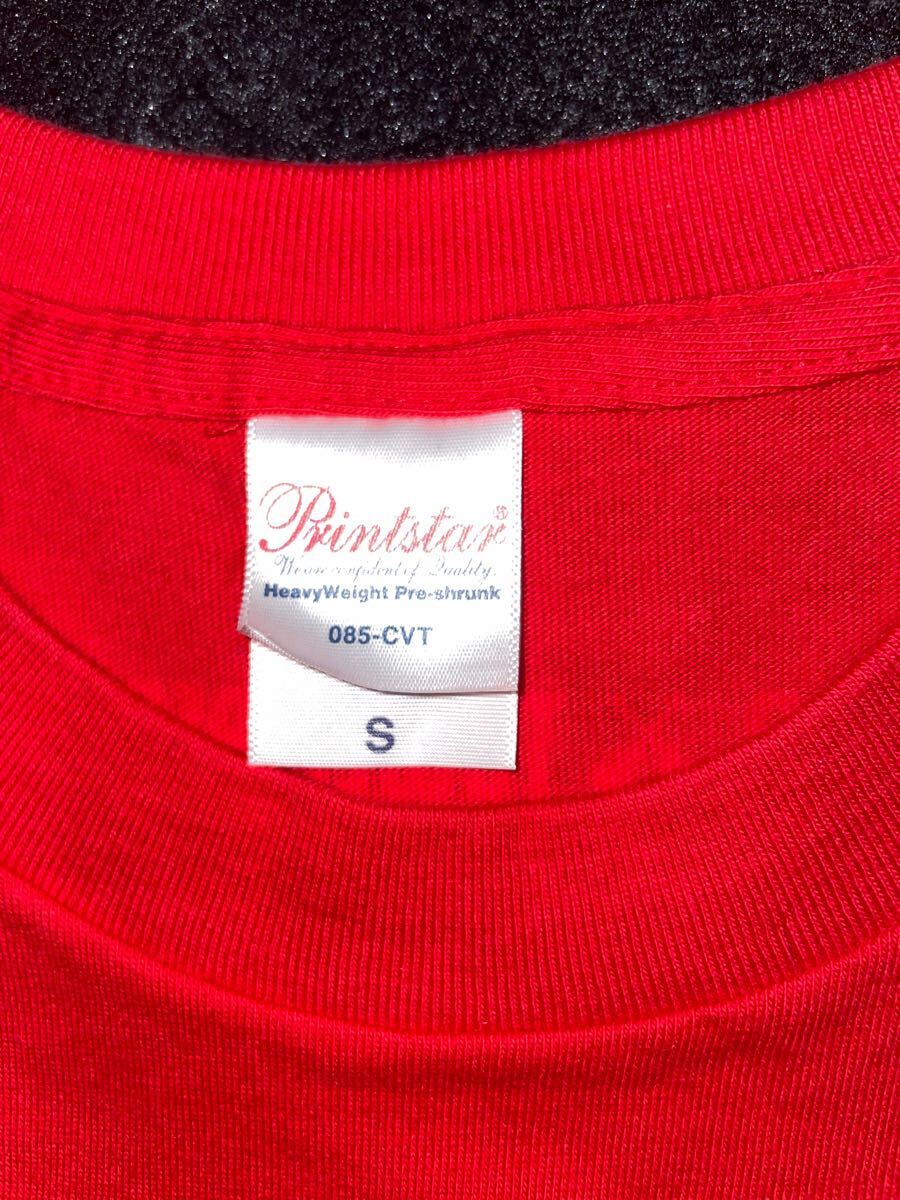 Printstar®
We are confident of Quality.
HeavyWeight Pre-shrunk
085-CVT
S